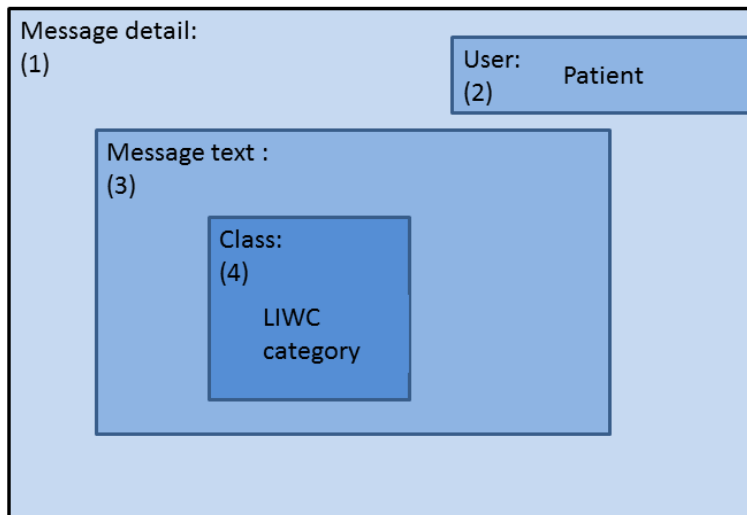 Message detail:
(1)
User:
(2)
Patient
Message text :
(3)
Class:
(4)
LIWC
category